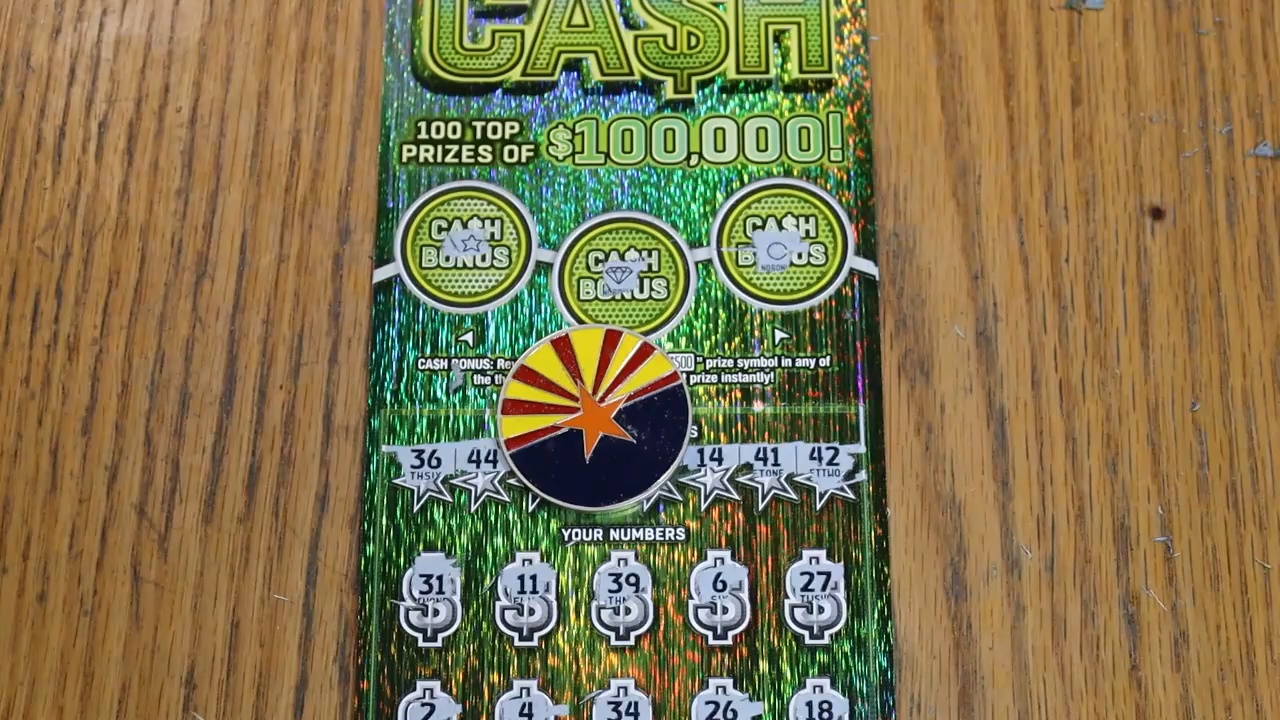 CA$H
100 TOP
PRIZES OF $100,000!
CA$H
BONUS
CA$H
BONUS
CA$H
BONUS
CASH BONUS: " prize symbol in any of
the prize instantly!
36 44 14 41 42
YOUR NUMBERS
31 11 39 6 27
2 4 34 26 18